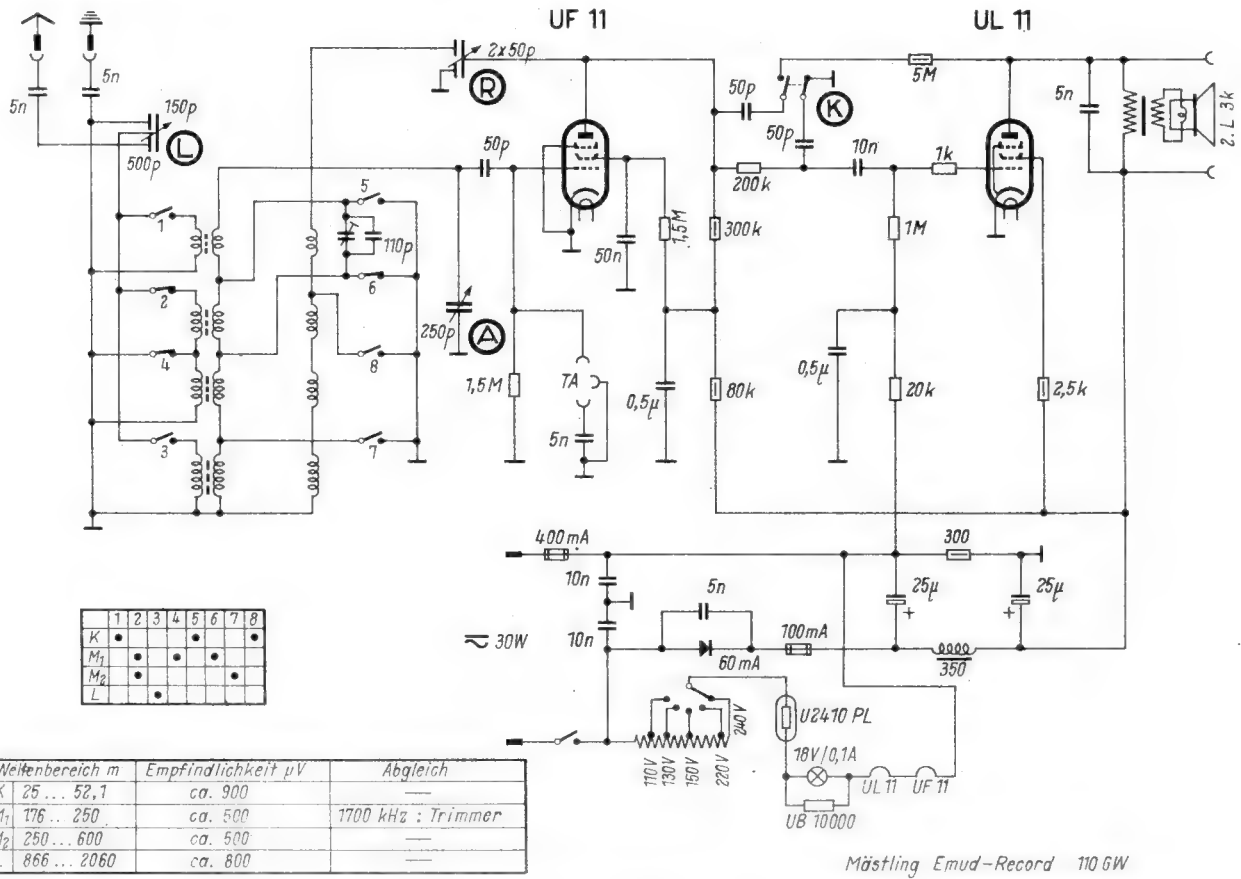 UF 11
UL 11
2x50p
R
5n
5n
150p
L
500p
50p
5M
K
5n
2. L 3k
50p
50p
10n
1k
200k
1
5
110p
2
6
4
8
3
7
250p
A
1,5M
50n
1,5M
300k
1M
TA
5n
0,5µ
80k
0,5µ
20k
2,5k
400mA
10n
10n
30W
5n
60mA
100mA
300
25µ
+
25µ
+
350
240V
110V
130V
150V
220V
U2410 PL
18V/0,1A
UL 11
UF 11
UB 10000
1 2 3 4 5 6 7 8
K
M1
M2
L
Wellenbereich m Empfindlichkeit µV Abgleich
K 25 ... 52,1 ca. 900 —
M1 176 ... 250 ca. 500 1700 kHz : Trimmer
M2 250 ... 600 ca. 500 —
866 ... 2060 ca. 800 —
Mästling Emud-Record 110 GW